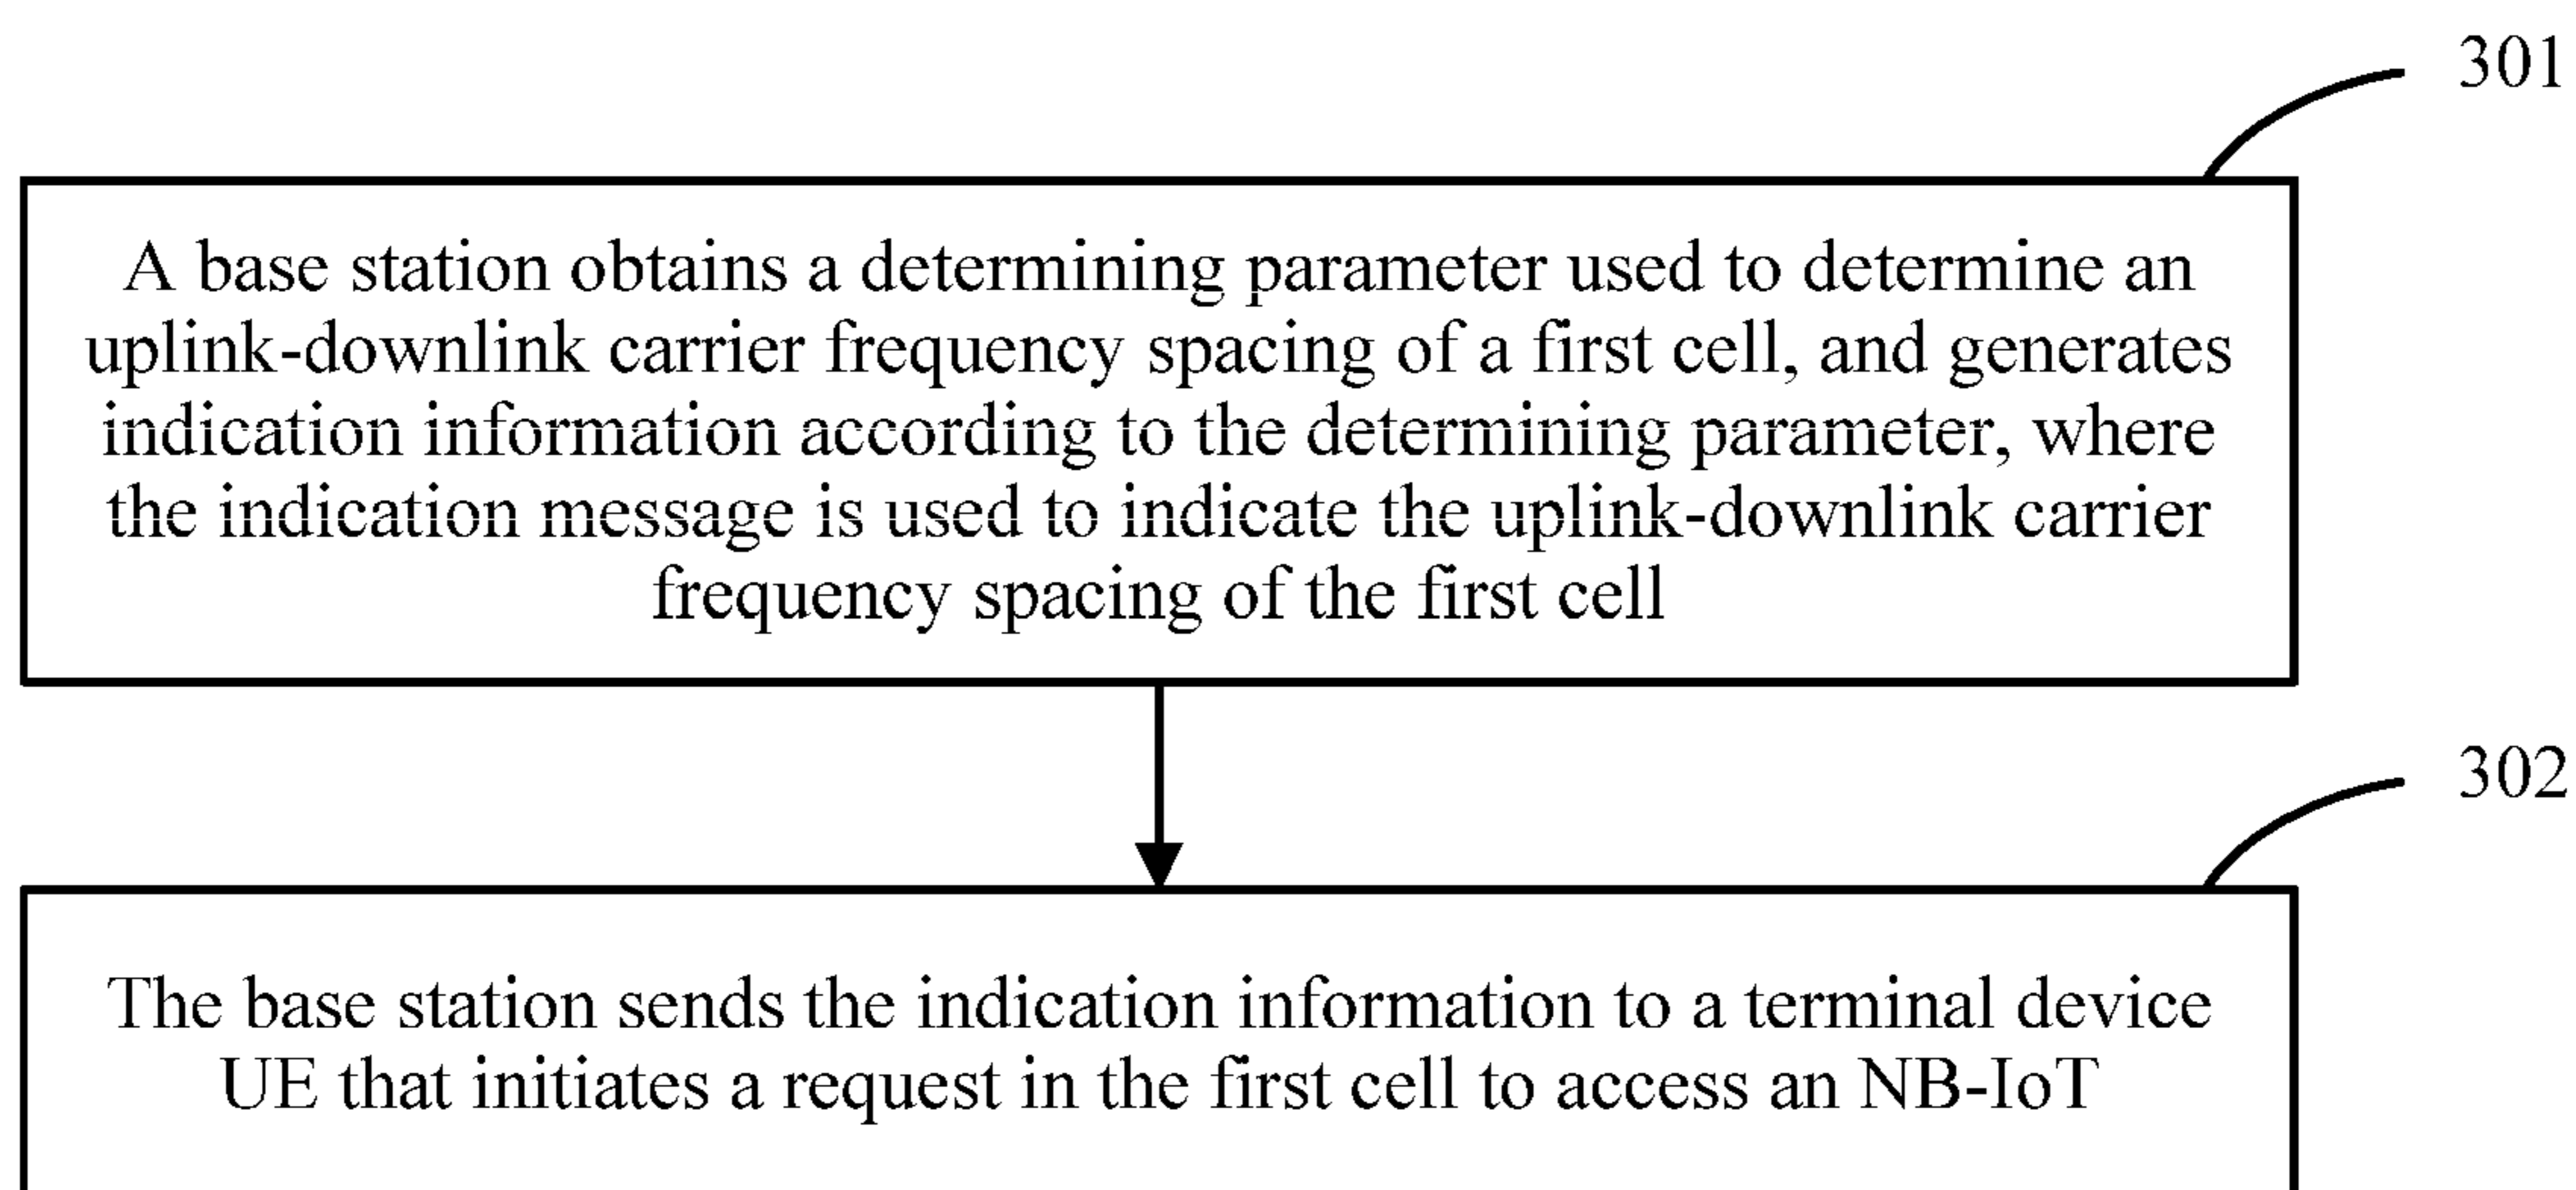 301
A base station obtains a determining parameter used to determine an
uplink-downlink carrier frequency spacing of a first cell, and generates
indication information according to the determining parameter, where
the indication message is used to indicate the uplink-downlink carrier
frequency spacing of the first cell
302
The base station sends the indication information to a terminal device
UE that initiates a request in the first cell to access an NB-IoT